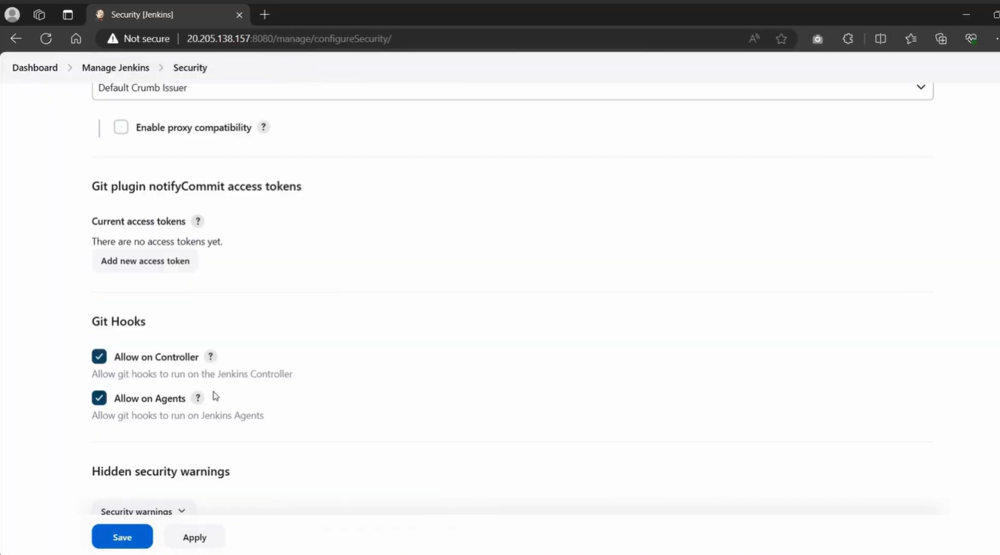 Security [Jenkins]
Not secure
20.205.138.157:8080/manage/configureSecurity/
Dashboard
Manage Jenkins
Security
Default Crumb Issuer
Enable proxy compatibility ?
Git plugin notifyCommit access tokens
Current access tokens ?
There are no access tokens yet.
Add new access token
Git Hooks
Allow on Controller ?
Allow git hooks to run on the Jenkins Controller
Allow on Agents ?
Allow git hooks to run on Jenkins Agents
Hidden security warnings
Security warnings
Save
Apply